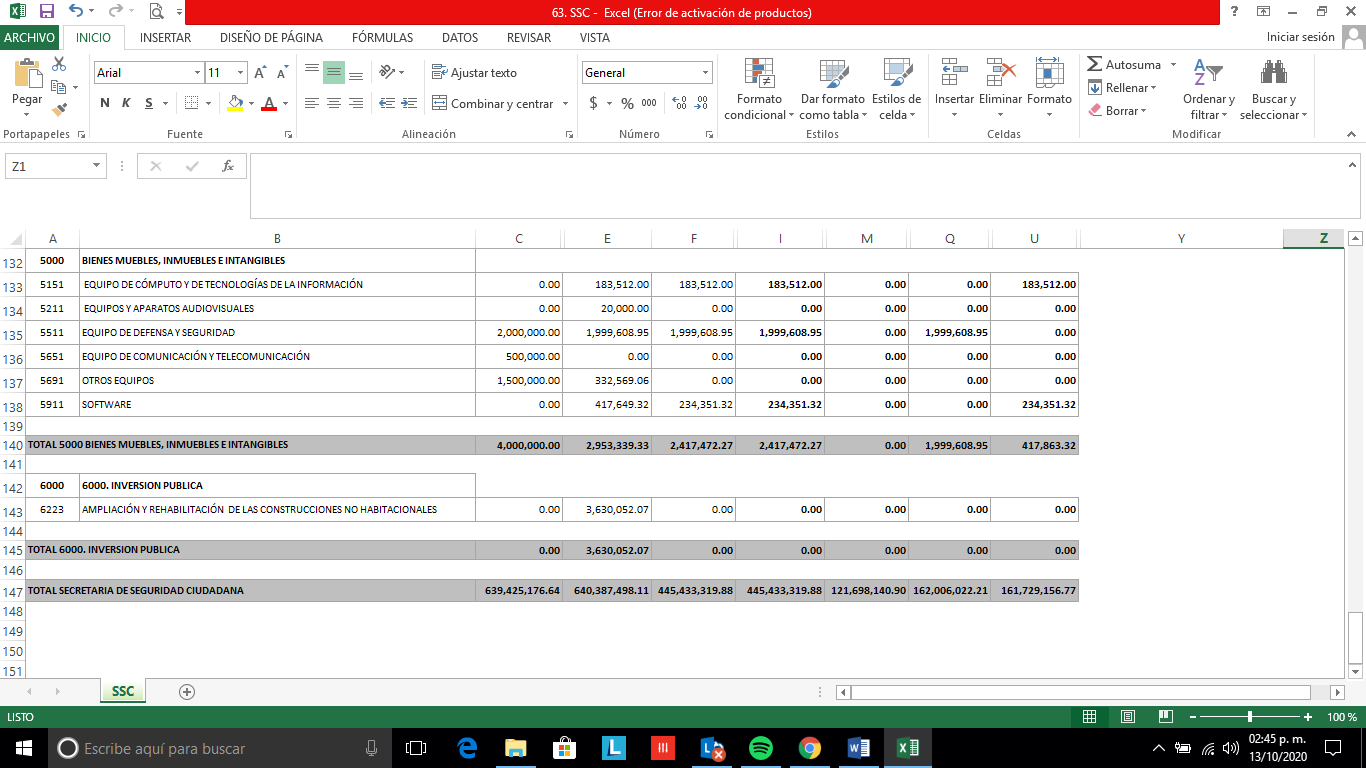 63. SSC - Excel (Error de activación de productos)
ARCHIVO INICIO INSERTAR DISEÑO DE PÁGINA FÓRMULAS DATOS REVISAR VISTA Iniciar sesión
Pegar
Portapapeles
Arial 11
N K S
Fuente
Ajustar texto
Combinar y centrar
Alineación
General
$ % 000
Número
Formato condicional
Dar formato como tabla
Estilos de celda
Estilos
Insertar Eliminar Formato
Celdas
Autosuma
Rellenar
Borrar
Ordenar y filtrar
Buscar y seleccionar
Modificar
Z1
A B C E F I M Q U Y Z
132 5000 BIENES MUEBLES, INMUEBLES E INTANGIBLES
133 5151 EQUIPO DE CÓMPUTO Y DE TECNOLOGÍAS DE LA INFORMACIÓN 0.00 183,512.00 183,512.00 183,512.00 0.00 0.00 183,512.00
134 5211 EQUIPOS Y APARATOS AUDIOVISUALES 0.00 20,000.00 0.00 0.00 0.00 0.00 0.00
135 5511 EQUIPO DE DEFENSA Y SEGURIDAD 2,000,000.00 1,999,608.95 1,999,608.95 1,999,608.95 0.00 1,999,608.95 0.00
136 5651 EQUIPO DE COMUNICACIÓN Y TELECOMUNICACIÓN 500,000.00 0.00 0.00 0.00 0.00 0.00 0.00
137 5691 OTROS EQUIPOS 1,500,000.00 332,569.06 0.00 0.00 0.00 0.00 0.00
138 5911 SOFTWARE 0.00 417,649.32 234,351.32 234,351.32 0.00 0.00 234,351.32
139
140 TOTAL 5000 BIENES MUEBLES, INMUEBLES E INTANGIBLES 4,000,000.00 2,953,339.33 2,417,472.27 2,417,472.27 0.00 1,999,608.95 417,863.32
141
142 6000 6000. INVERSION PUBLICA
143 6223 AMPLIACIÓN Y REHABILITACIÓN DE LAS CONSTRUCCIONES NO HABITACIONALES 0.00 3,630,052.07 0.00 0.00 0.00 0.00 0.00
144
145 TOTAL 6000. INVERSION PUBLICA 0.00 3,630,052.07 0.00 0.00 0.00 0.00 0.00
146
147 TOTAL SECRETARIA DE SEGURIDAD CIUDADANA 639,425,176.64 640,387,498.11 445,433,319.88 445,433,319.88 121,698,140.90 162,006,022.21 161,729,156.77
148
149
150
151
SSC
LISTO 100 %
Escribe aquí para buscar
02:45 p. m.
13/10/2020